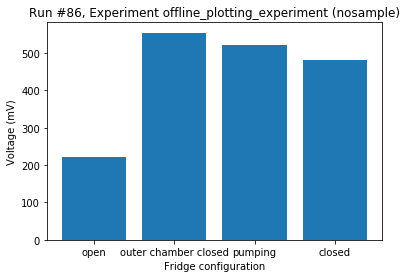 Run #86, Experiment offline_plotting_experiment (nosample)
500
400
300
200
100
0
Voltage (mV)
open outer chamber closed pumping closed
Fridge configuration